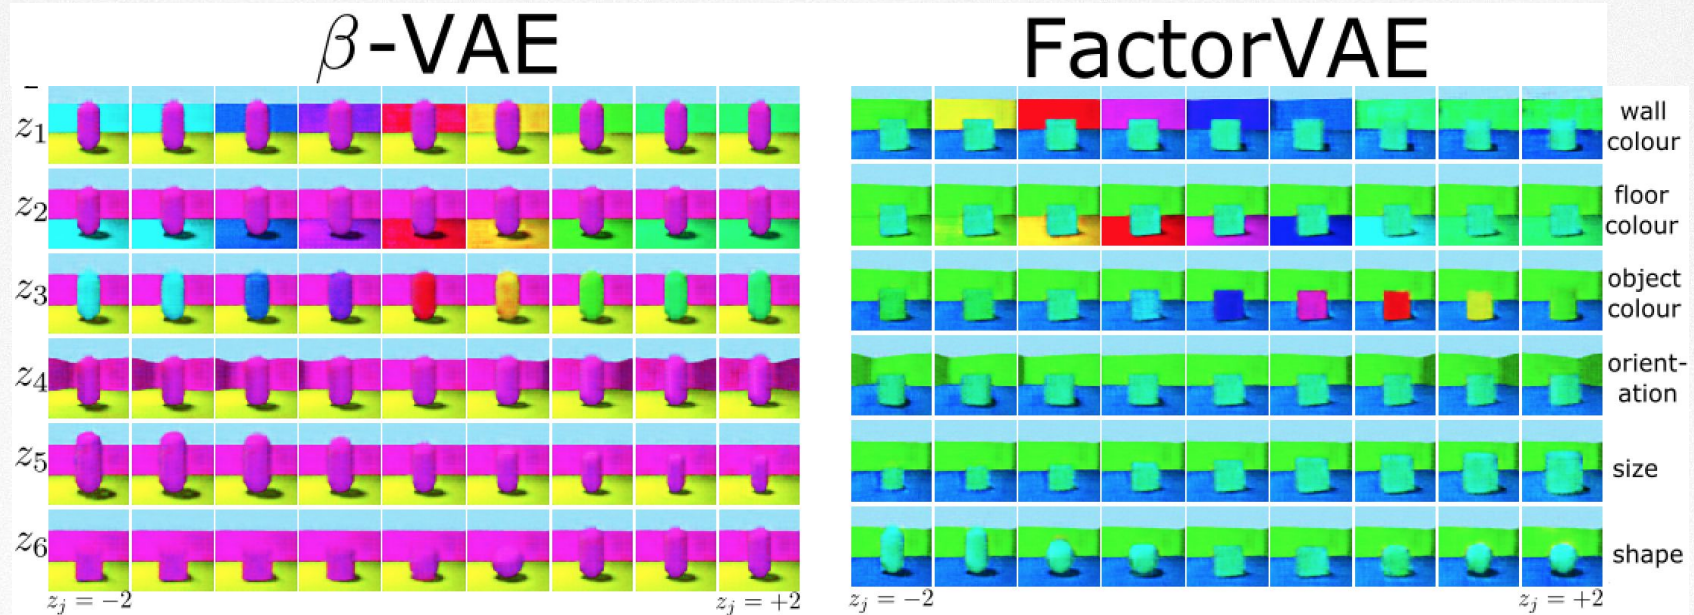 β-VAE
FactorVAE
z₁
wall
colour
z₂
floor
colour
z₃
object
colour
z₄
orient-
ation
z₅
size
z₆
shape
zⱼ = −2
zⱼ = +2
zⱼ = −2
zⱼ = +2